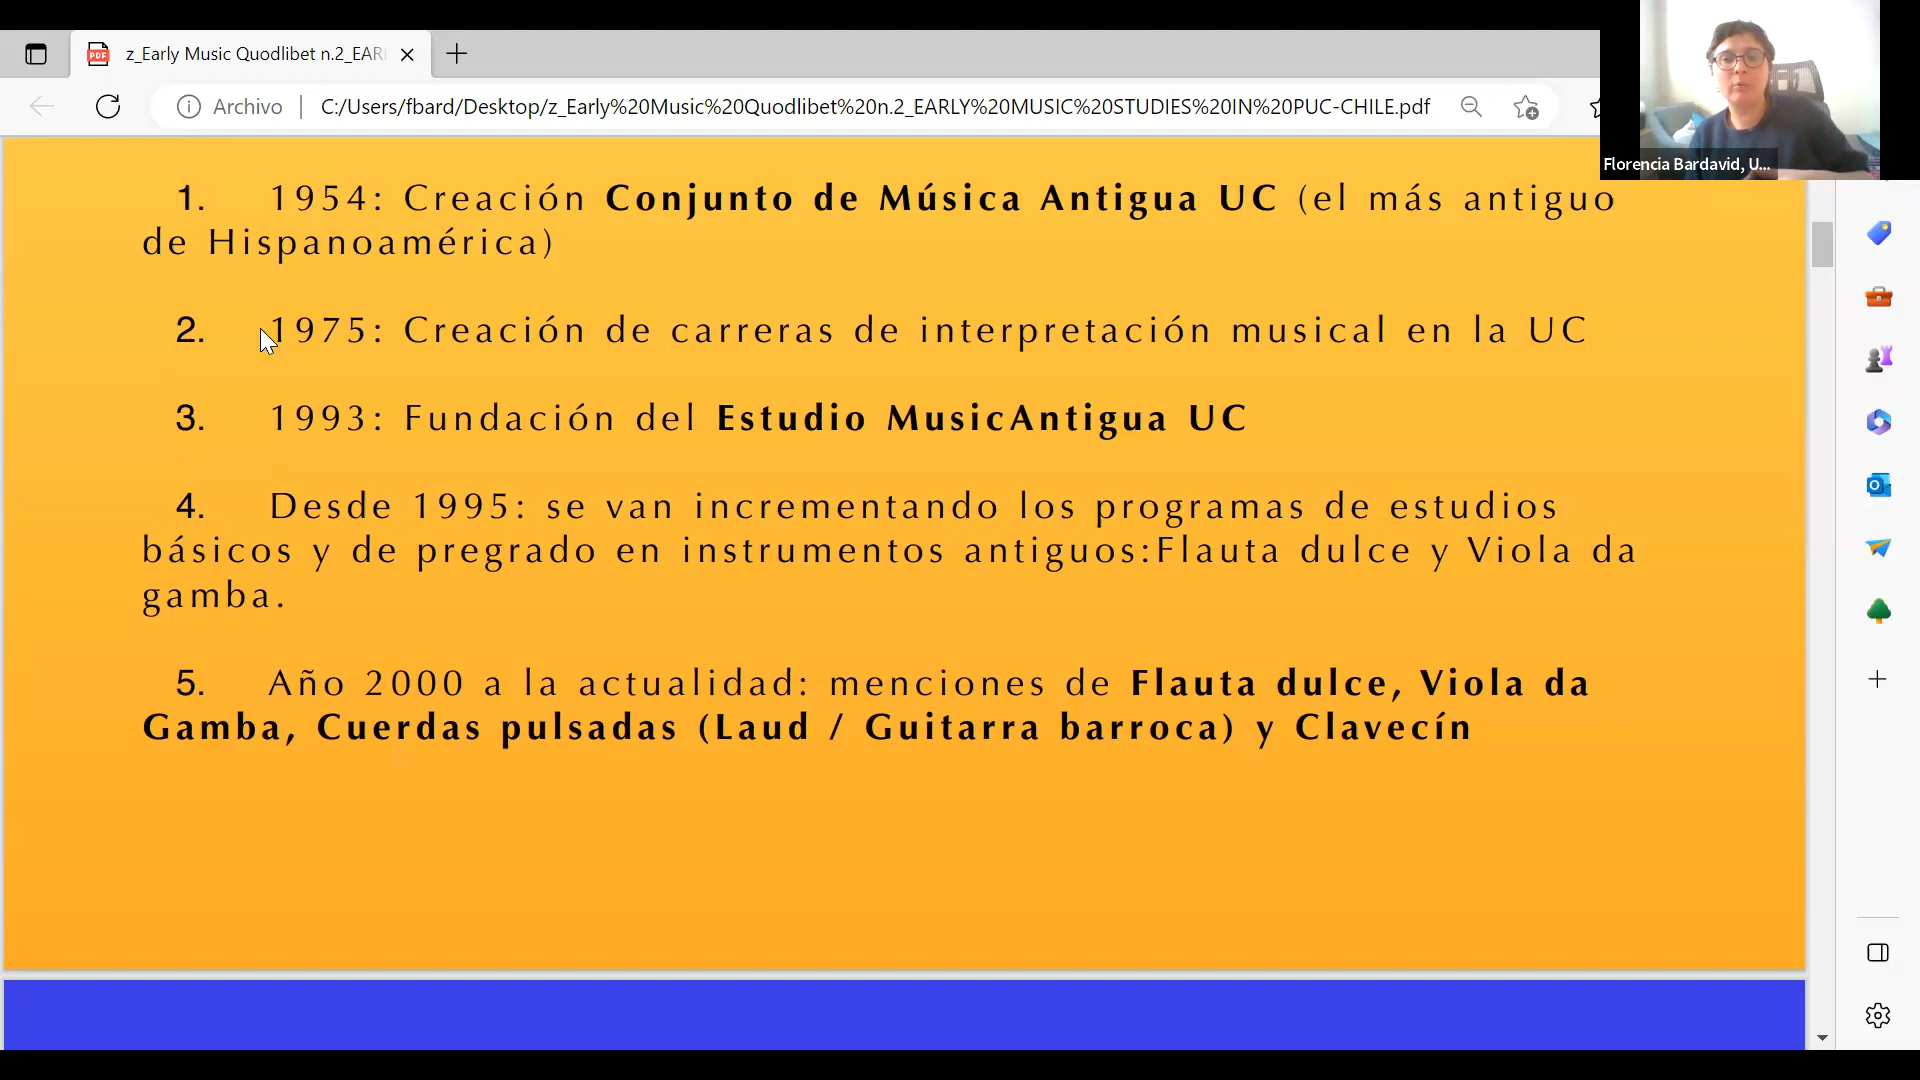 z_Early Music Quodlibet n.2_EARI
Archivo
C:/Users/fbard/Desktop/z_Early%20Music%20Quodlibet%20n.2_EARLY%20MUSIC%20STUDIES%20IN%20PUC-CHILE.pdf
Florencia Bardavid, U...
1. 1954: Creación Conjunto de Música Antigua UC (el más antiguo
de Hispanoamérica)
2. 1975: Creación de carreras de interpretación musical en la UC
3. 1993: Fundación del Estudio MusicAntigua UC
4. Desde 1995: se van incrementando los programas de estudios
básicos y de pregrado en instrumentos antiguos:Flauta dulce y Viola da
gamba.
5. Año 2000 a la actualidad: menciones de Flauta dulce, Viola da
Gamba, Cuerdas pulsadas (Laud / Guitarra barroca) y Clavecín